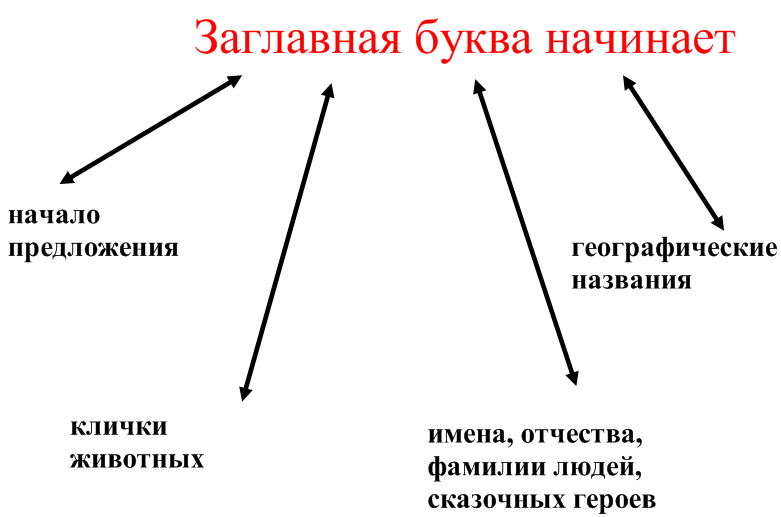 Заглавная буква начинает
начало
предложения
географические
названия
клички
животных
имена, отчества,
фамилии людей,
сказочных героев